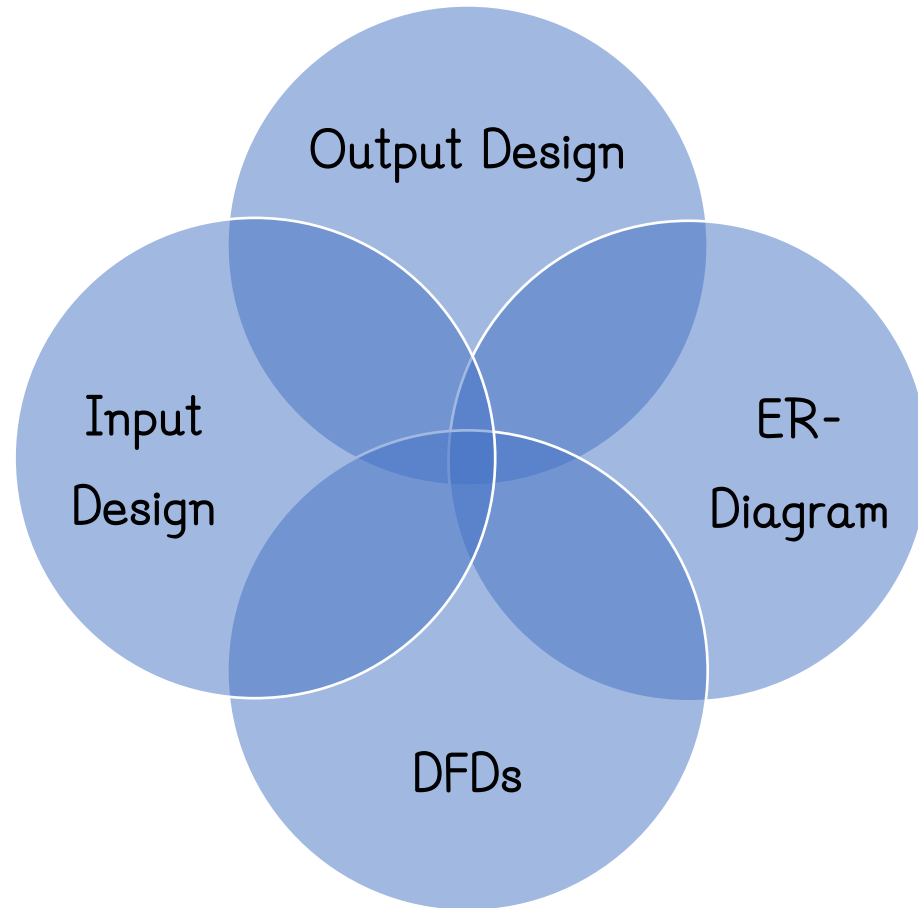 Output Design
Input
Design
ER-
Diagram
DFDs